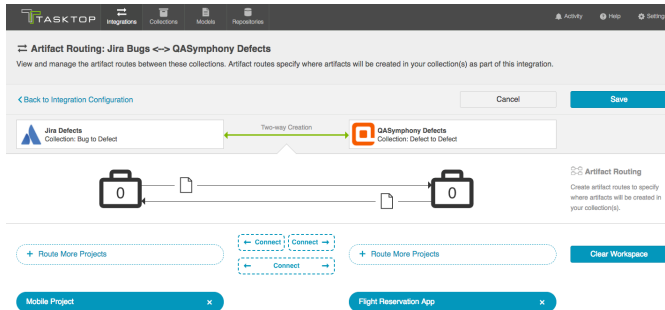 TASKTOP
Integrations
Collections
Models
Repositories
Activity
Help
Settings
Artifact Routing: Jira Bugs <--> QASymphony Defects
View and manage the artifact routes between these collections. Artifact routes specify where artifacts will be created in your collection(s) as part of this integration.
Back to Integration Configuration
Cancel
Save
Jira Defects
Collection: Bug to Defect
Two-way Creation
QASymphony Defects
Collection: Defect to Defect
0
0
Artifact Routing
Create artifact routes to specify
where artifacts will be created in
your collection(s).
+ Route More Projects
← Connect
Connect →
← Connect →
+ Route More Projects
Clear Workspace
Mobile Project ×
Flight Reservation App ×